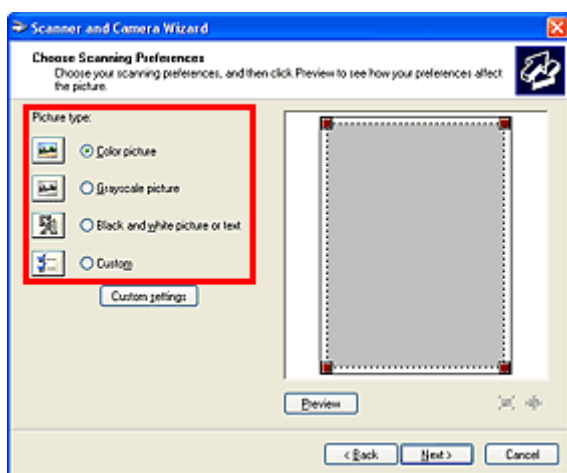 Scanner and Camera Wizard
Choose Scanning Preferences
Choose your scanning preferences, and then click Preview to see how your preferences affect
the picture.
Picture type:
Color picture
Grayscale picture
Black and white picture or text
Custom
Custom settings
Preview
< Back
Next >
Cancel